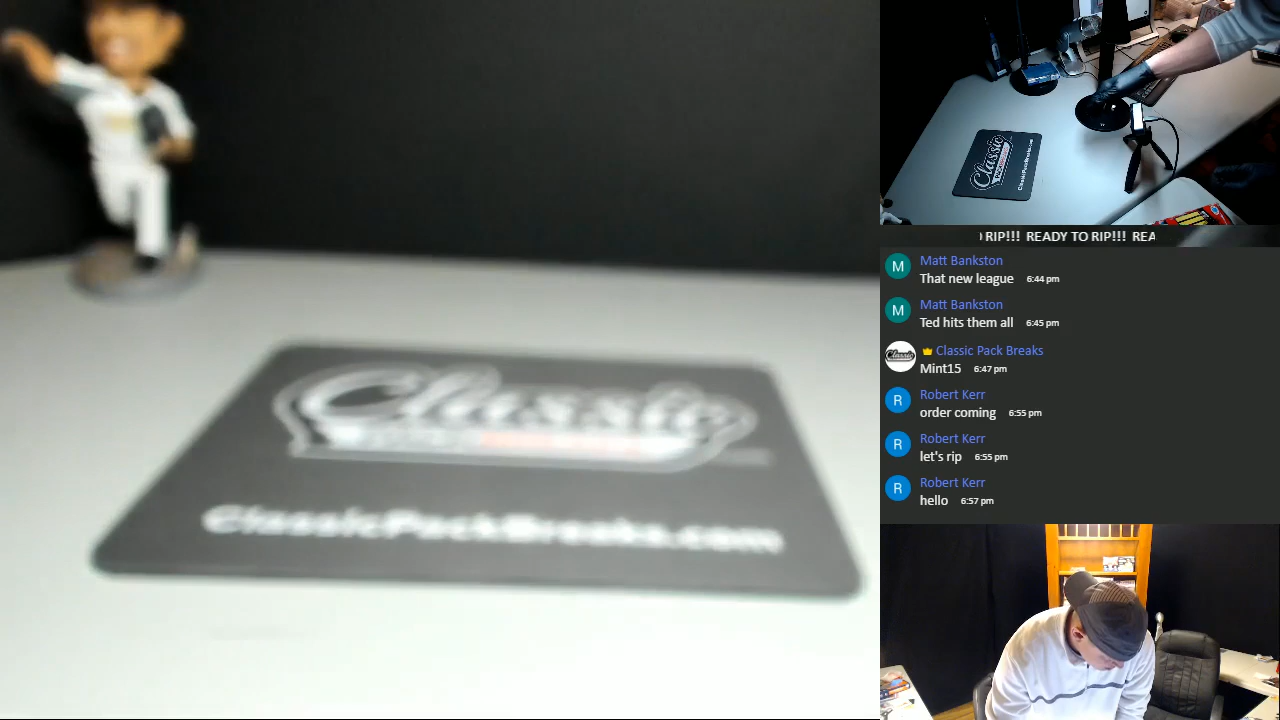 Classic
ClassicPackBreaks.com
Classic
RIP!!! READY TO RIP!!! REA
M
Matt Bankston
That new league 6:44 pm
M
Matt Bankston
Ted hits them all 6:45 pm
Classic Pack Breaks
Mint15 6:47 pm
R
Robert Kerr
order coming 6:55 pm
R
Robert Kerr
let's rip 6:55 pm
R
Robert Kerr
hello 6:57 pm